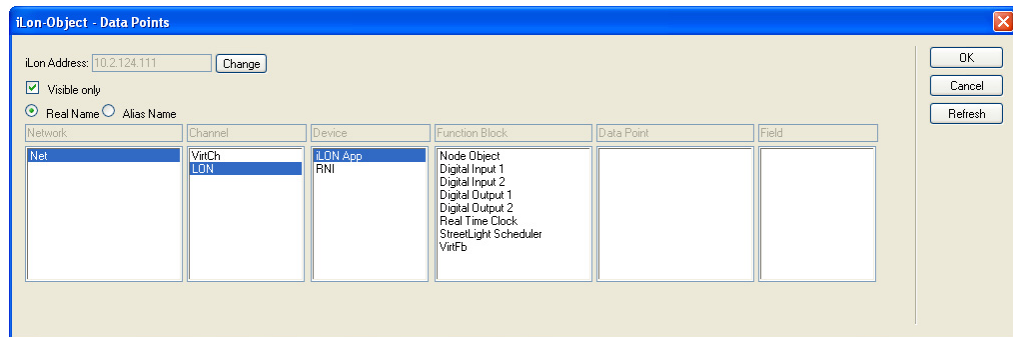 iLon-Object - Data Points
iLon Address: 10.2.124.111 Change
OK
Visible only
Cancel
Real Name Alias Name
Refresh
Network Channel Device Function Block Data Point Field
Net VirtCh iLON App Node Object
LON RNI Digital Input 1
Digital Input 2
Digital Output 1
Digital Output 2
Real Time Clock
StreetLight Scheduler
VirtFb